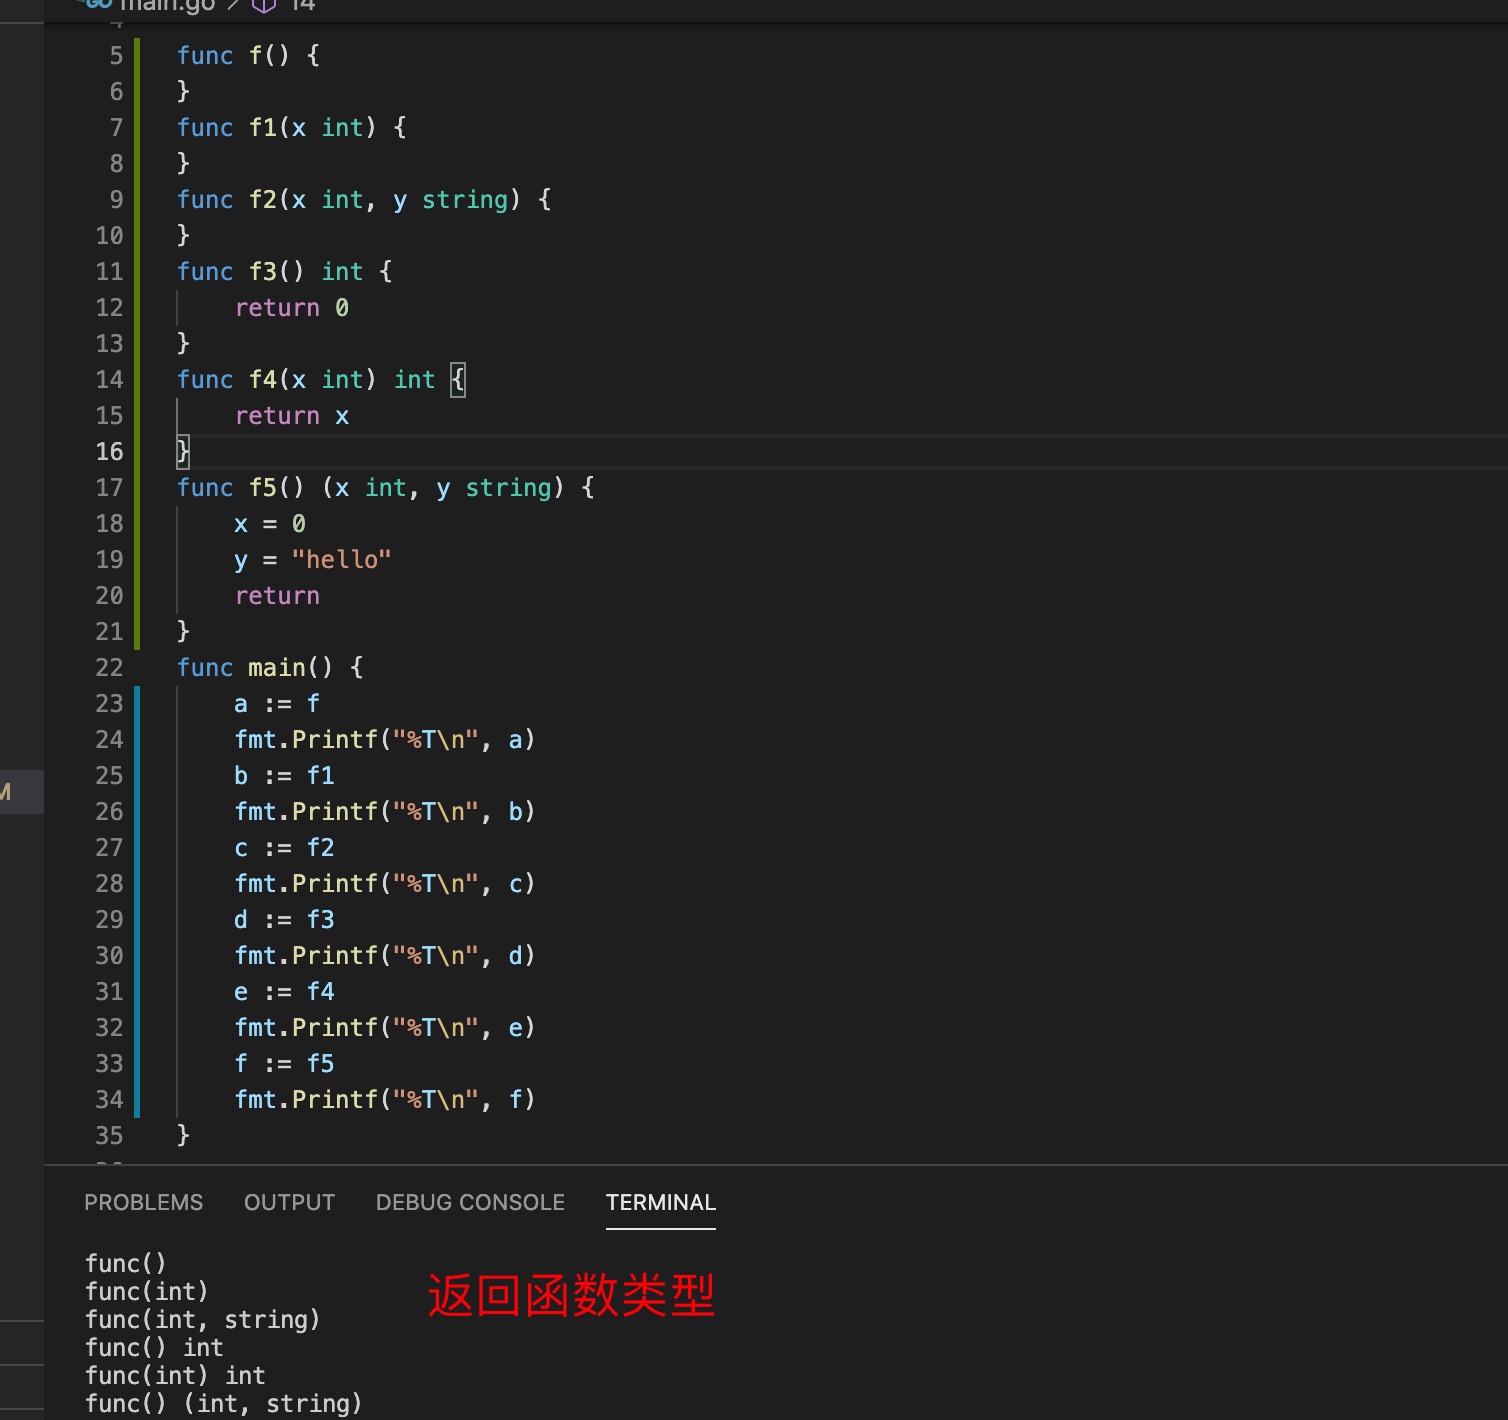 main.go > f4
5 func f() {
6 }
7 func f1(x int) {
8 }
9 func f2(x int, y string) {
10 }
11 func f3() int {
12     return 0
13 }
14 func f4(x int) int {
15     return x
16 }
17 func f5() (x int, y string) {
18     x = 0
19     y = "hello"
20     return
21 }
22 func main() {
23     a := f
24     fmt.Printf("%T\n", a)
25     b := f1
26     fmt.Printf("%T\n", b)
27     c := f2
28     fmt.Printf("%T\n", c)
29     d := f3
30     fmt.Printf("%T\n", d)
31     e := f4
M
32     fmt.Printf("%T\n", e)
33     f := f5
34     fmt.Printf("%T\n", f)
35 }
PROBLEMS OUTPUT DEBUG CONSOLE TERMINAL
func()
func(int)
返回函数类型
func(int, string)
func() int
func(int) int
func() (int, string)